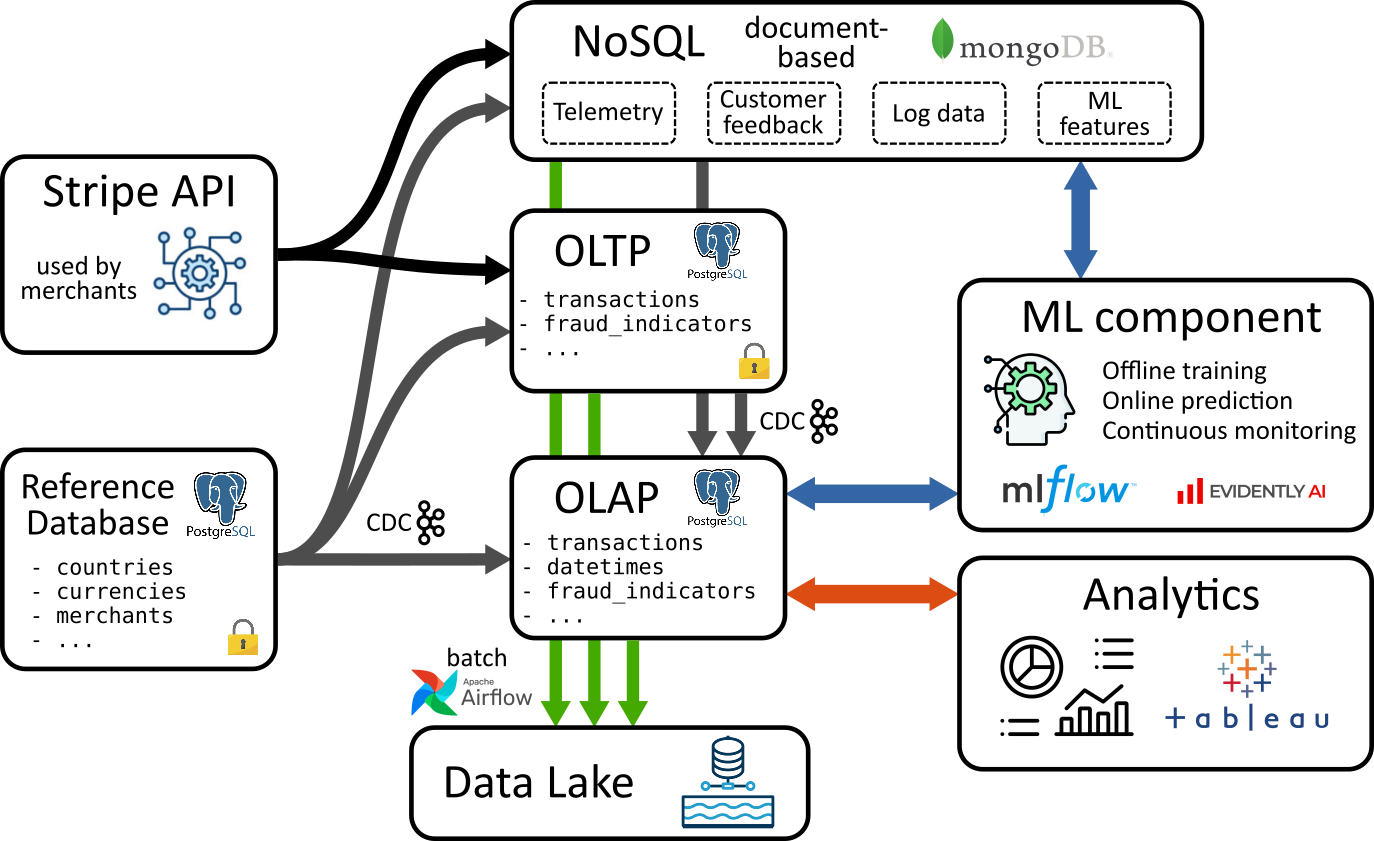 NoSQL
document-
based
mongoDB®
Telemetry
Customer
feedback
Log data
ML
features
Stripe API
used by
merchants
OLTP
PostgreSQL
- transactions
- fraud_indicators
- ...
CDC
ML component
Offline training
Online prediction
Continuous monitoring
mlflow™
EVIDENTLY AI
Reference
Database
PostgreSQL
- countries
- currencies
- merchants
- ...
CDC
OLAP
PostgreSQL
- transactions
- datetimes
- fraud_indicators
- ...
Analytics
+ableau
batch
Apache
Airflow
Data Lake